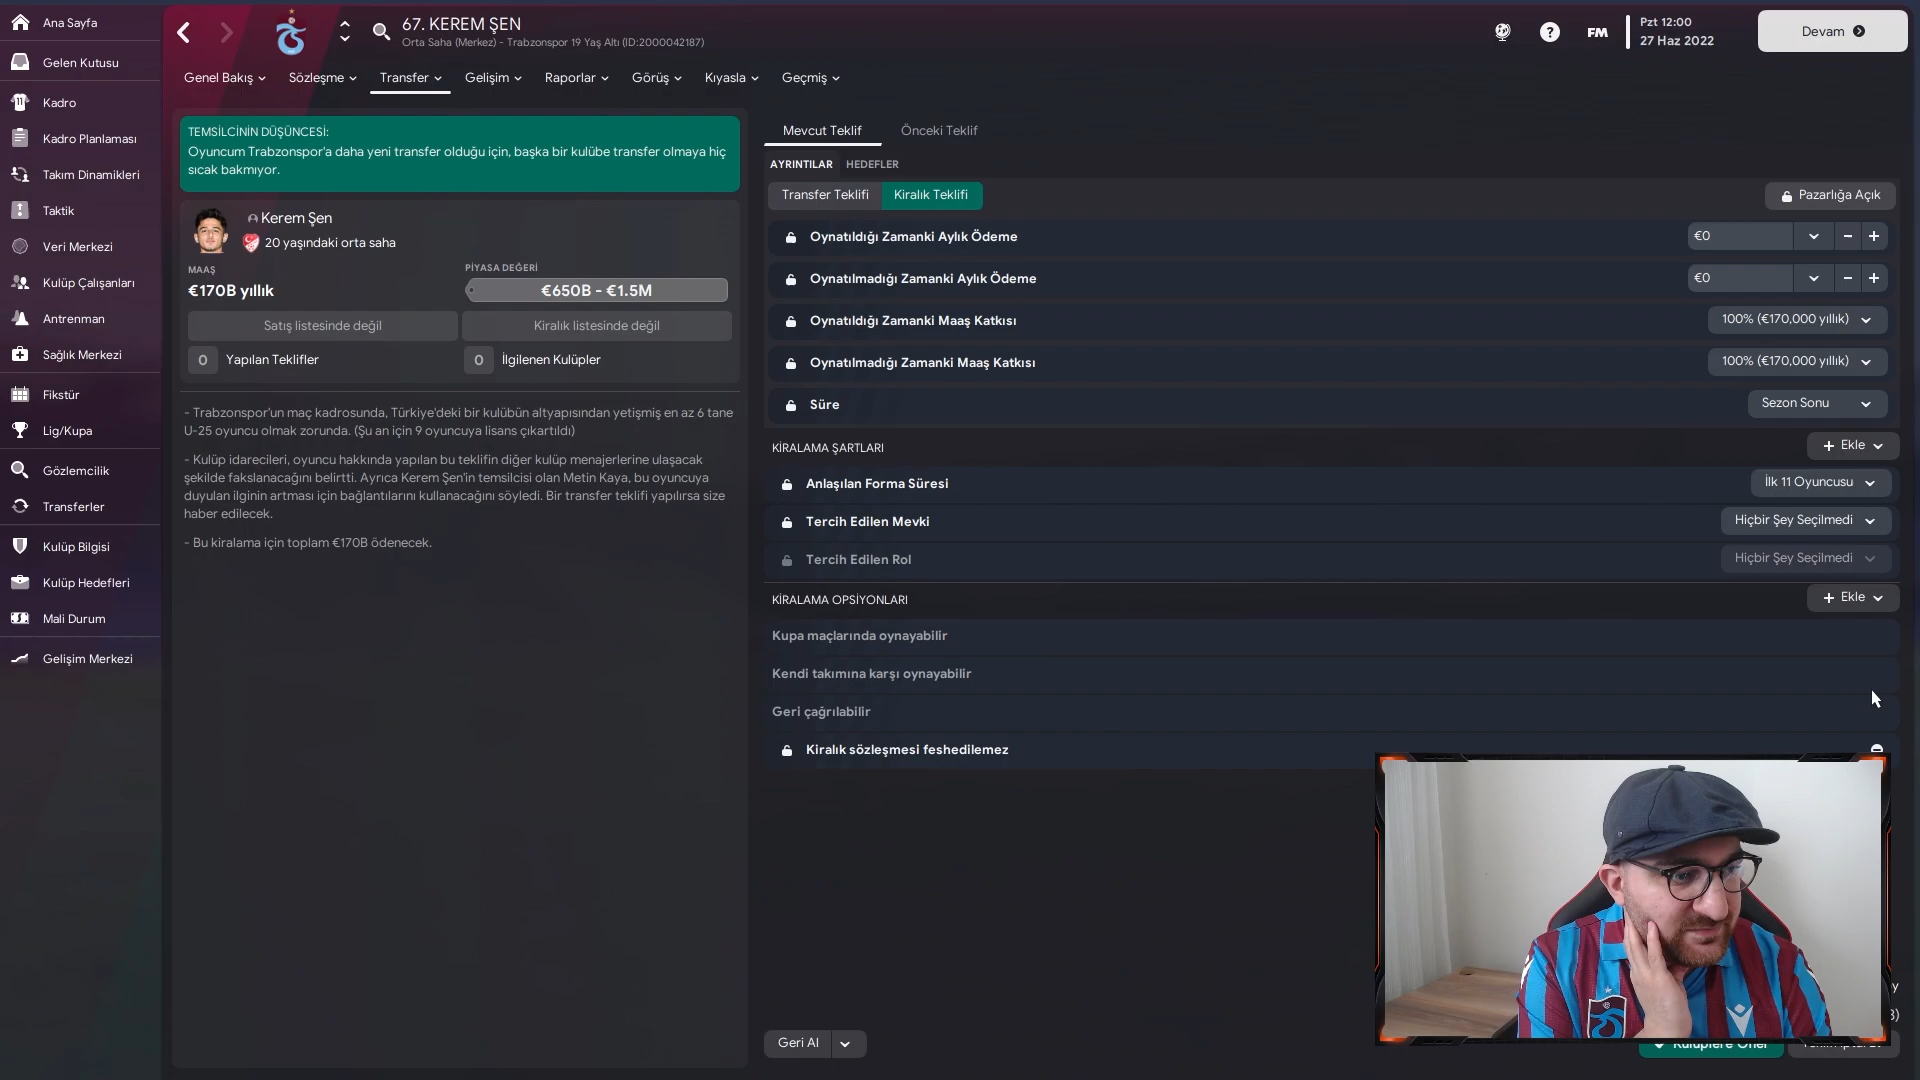 Ana Sayfa
Gelen Kutusu
Kadro
Kadro Planlaması
Takım Dinamikleri
Taktik
Veri Merkezi
Kulüp Çalışanları
Antrenman
Sağlık Merkezi
Fikstür
Lig/Kupa
Gözlemcilik
Transferler
Kulüp Bilgisi
Kulüp Hedefleri
Mali Durum
Gelişim Merkezi
67. KEREM ŞEN
Orta Saha (Merkez) - Trabzonspor 19 Yaş Altı (ID:2000042187)
FM
Pzt 12:00
27 Haz 2022
Devam
Genel Bakış
Sözleşme
Transfer
Gelişim
Raporlar
Görüş
Kıyasla
Geçmiş
TEMSİLCİNİN DÜŞÜNCESİ:
Oyuncum Trabzonspor'a daha yeni transfer olduğu için, başka bir kulübe transfer olmaya hiç
sıcak bakmıyor.
Kerem Şen
20 yaşındaki orta saha
MAAŞ
€170B yıllık
PİYASA DEĞERİ
€650B - €1.5M
Satış listesinde değil
Kiralık listesinde değil
0 Yapılan Teklifler
0 İlgilenen Kulüpler
- Trabzonspor'un maç kadrosunda, Türkiye'deki bir kulübün altyapısından yetişmiş en az 6 tane
U-25 oyuncu olmak zorunda. (Şu an için 9 oyuncuya lisans çıkartıldı)
- Kulüp idarecileri, oyuncu hakkında yapılan bu teklifin diğer kulüp menajerlerine ulaşacak
şekilde fakslanacağını belirtti. Ayrıca Kerem Şen'in temsilcisi olan Metin Kaya, bu oyuncuya
duyulan ilginin artması için bağlantılarını kullanacağını söyledi. Bir transfer teklifi yapılırsa size
haber edilecek.
- Bu kiralama için toplam €170B ödenecek.
Mevcut Teklif
Önceki Teklif
AYRINTILAR
HEDEFLER
Transfer Teklifi
Kiralık Teklifi
Pazarlığa Açık
Oynatıldığı Zamanki Aylık Ödeme
€0
Oynatılmadığı Zamanki Aylık Ödeme
€0
Oynatıldığı Zamanki Maaş Katkısı
100% (€170,000 yıllık)
Oynatılmadığı Zamanki Maaş Katkısı
100% (€170,000 yıllık)
Süre
Sezon Sonu
KİRALAMA ŞARTLARI
+ Ekle
Anlaşılan Forma Süresi
İlk 11 Oyuncusu
Tercih Edilen Mevki
Hiçbir Şey Seçilmedi
Tercih Edilen Rol
Hiçbir Şey Seçilmedi
KİRALAMA OPSİYONLARI
+ Ekle
Kupa maçlarında oynayabilir
Kendi takımına karşı oynayabilir
Geri çağrılabilir
Kiralık sözleşmesi feshedilemez
Geri Al
Kulüplere Öner